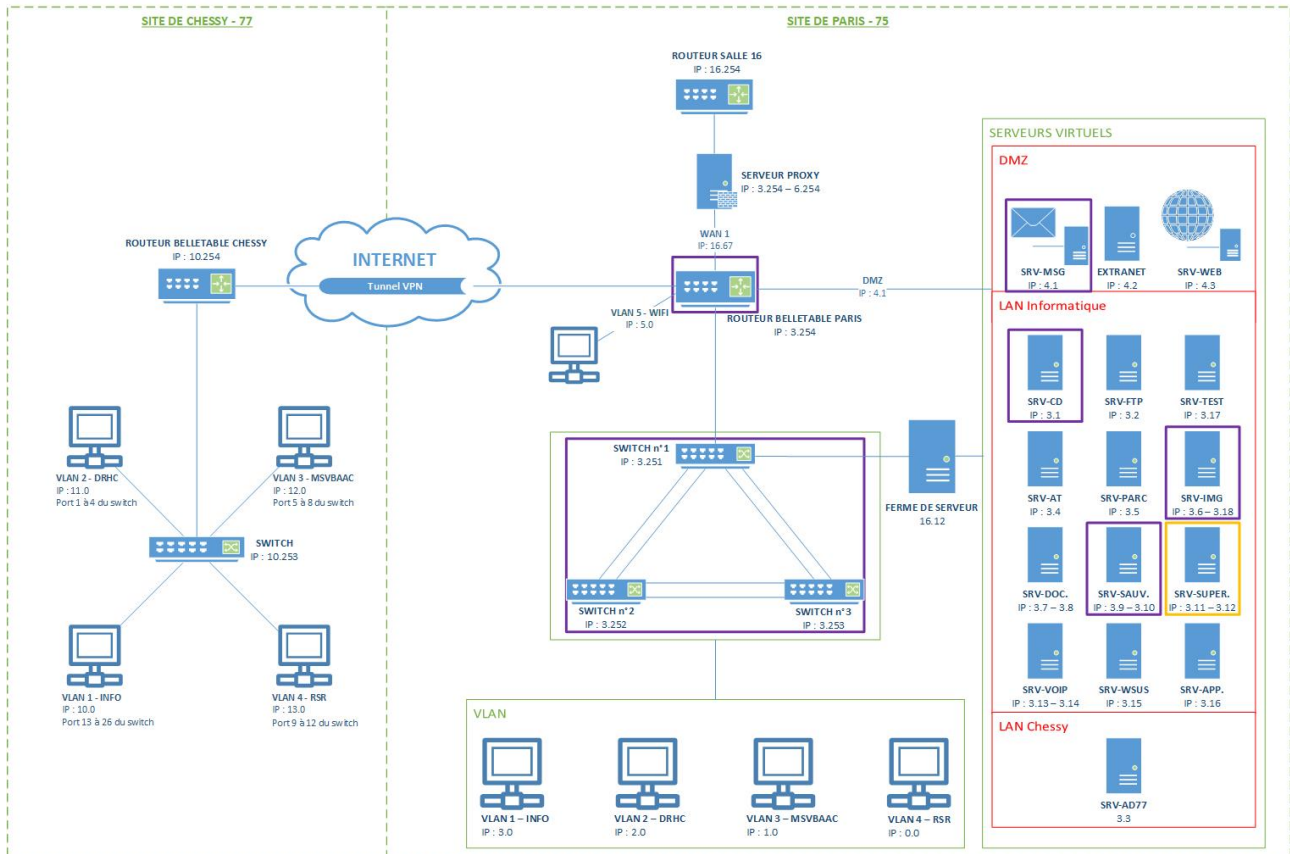 SITE DE CHESSY - 77
SITE DE PARIS - 75
ROUTEUR SALLE 16
IP : 16.254
SERVEUR PROXY
IP : 3.254 – 6.254
WAN 1
IP: 16.67
ROUTEUR BELLETABLE CHESSY
IP : 10.254
INTERNET
Tunnel VPN
VLAN 5 - WIFI
IP : 5.0
ROUTEUR BELLETABLE PARIS
IP : 3.254
DMZ
IP : 4.1
SWITCH n°1
IP : 3.251
SWITCH n°2
IP : 3.252
SWITCH n°3
IP : 3.253
FERME DE SERVEUR
16.12
VLAN 2 - DRHC
IP : 11.0
Port 1 à 4 du switch
VLAN 3 - MSVBAAC
IP : 12.0
Port 5 à 8 du switch
SWITCH
IP : 10.253
VLAN 1 - INFO
IP : 10.0
Port 13 à 26 du switch
VLAN 4 - RSR
IP : 13.0
Port 9 à 12 du switch
VLAN
VLAN 1 – INFO
IP : 3.0
VLAN 2 – DRHC
IP : 2.0
VLAN 3 – MSVBAAC
IP : 1.0
VLAN 4 – RSR
IP : 0.0
SERVEURS VIRTUELS
DMZ
SRV-MSG
IP : 4.1
EXTRANET
IP : 4.2
SRV-WEB
IP : 4.3
LAN Informatique
SRV-CD
IP : 3.1
SRV-FTP
IP : 3.2
SRV-TEST
IP : 3.17
SRV-AT
IP : 3.4
SRV-PARC
IP : 3.5
SRV-IMG
IP : 3.6 – 3.18
SRV-DOC.
IP : 3.7 – 3.8
SRV-SAUV.
IP : 3.9 – 3.10
SRV-SUPER.
IP : 3.11 – 3.12
SRV-VOIP
IP : 3.13 – 3.14
SRV-WSUS
IP : 3.15
SRV-APP.
IP : 3.16
LAN Chessy
SRV-AD77
3.3